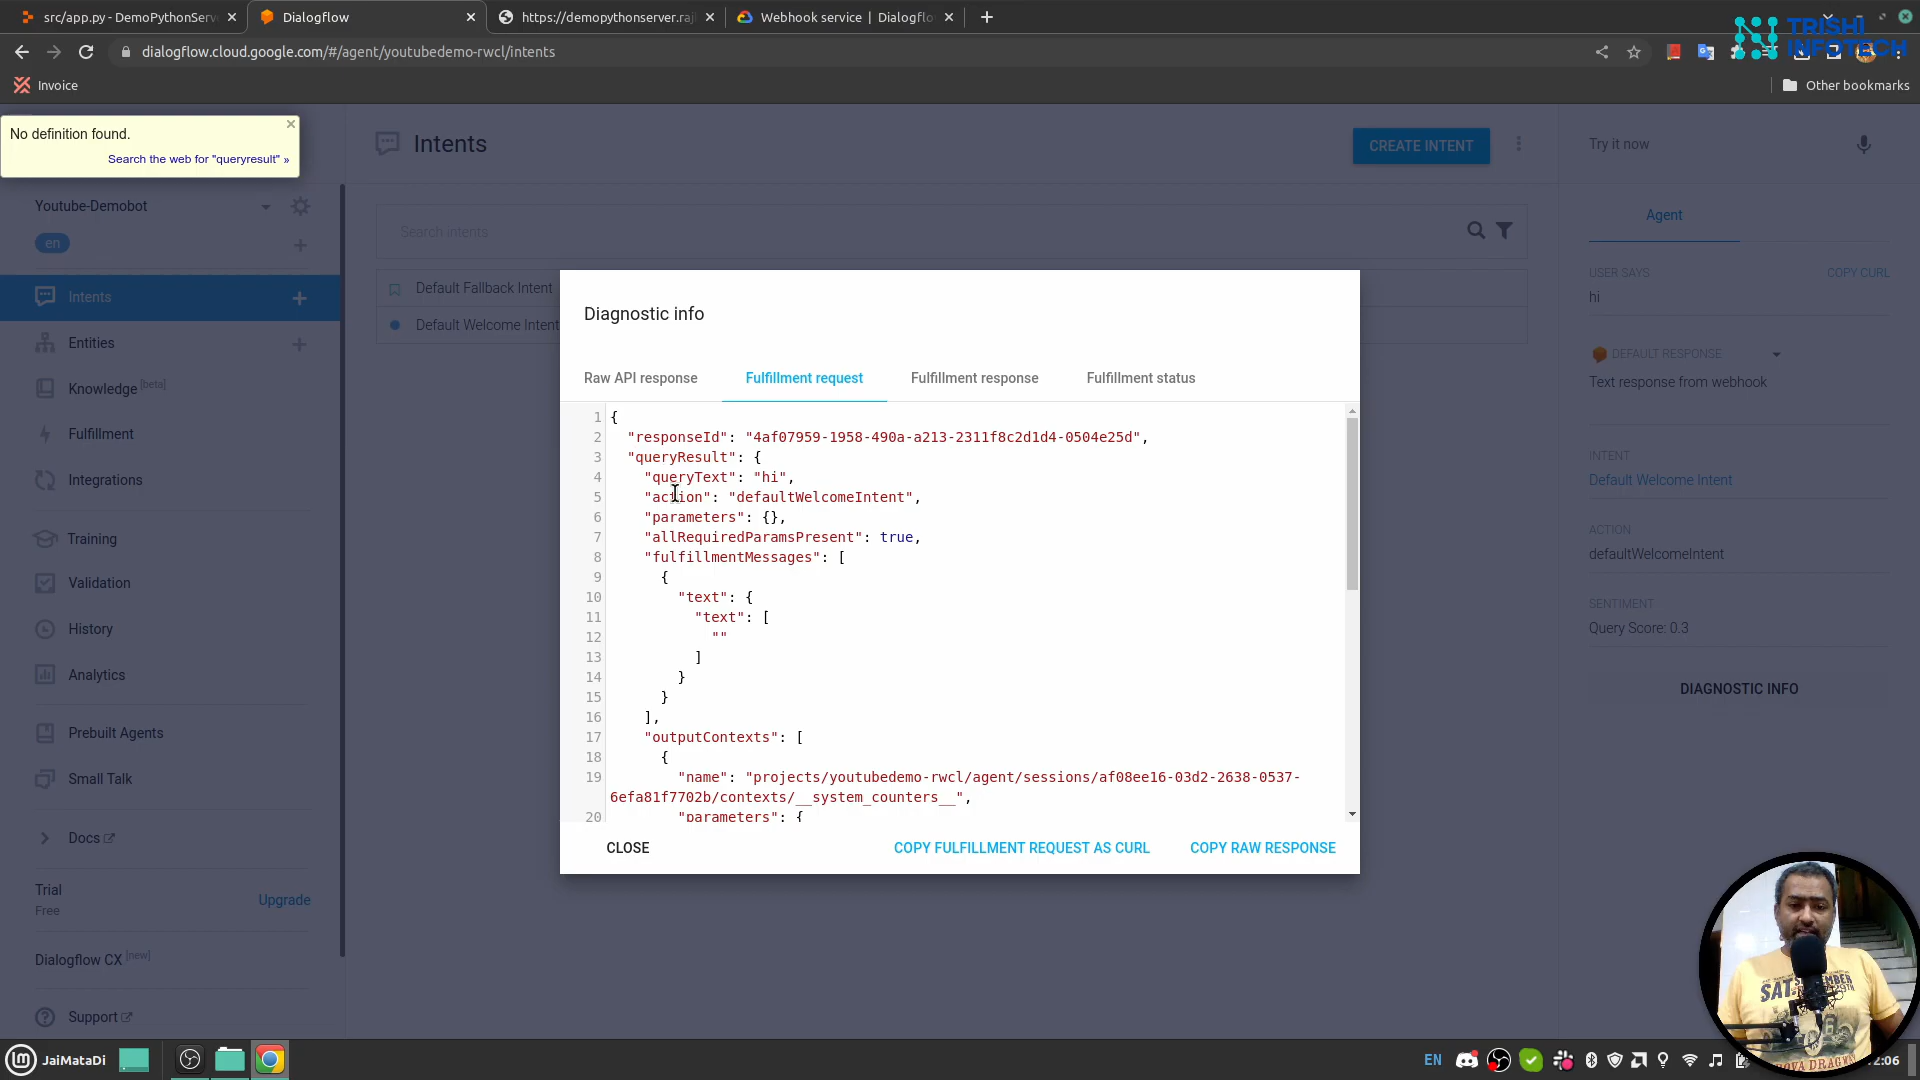 src/app.py - DemoPythonServ
Dialogflow
https://demopythonserver.raj
Webhook service | Dialogflo
dialogflow.cloud.google.com/#/agent/youtubedemo-rwcl/intents
TRISHI
INFOTECH
Invoice
Other bookmarks
No definition found.
Search the web for "queryresult" »
Intents
CREATE INTENT
Try it now
Youtube-Demobot
en
Search intents
Agent
Intents
Default Fallback Intent
Default Welcome Intent
USER SAYS
COPY CURL
hi
Entities
Knowledge [beta]
Fulfillment
Integrations
Training
Validation
History
Analytics
Prebuilt Agents
Small Talk
Docs
Trial
Free
Upgrade
Dialogflow CX [new]
Support
Diagnostic info
Raw API response
Fulfillment request
Fulfillment response
Fulfillment status
1 {
2 "responseId": "4af07959-1958-490a-a213-2311f8c2d1d4-0504e25d",
3 "queryResult": {
4 "queryText": "hi",
5 "action": "defaultWelcomeIntent",
6 "parameters": {},
7 "allRequiredParamsPresent": true,
8 "fulfillmentMessages": [
9 {
10 "text": {
11 "text": [
12 ""
13 ]
14 }
15 }
16 ],
17 "outputContexts": [
18 {
19 "name": "projects/youtubedemo-rwcl/agent/sessions/af08ee16-03d2-2638-0537-
6efa81f7702b/contexts/__system_counters__",
20 "parameters": {
CLOSE
COPY FULFILLMENT REQUEST AS CURL
COPY RAW RESPONSE
DEFAULT RESPONSE
Text response from webhook
INTENT
Default Welcome Intent
ACTION
defaultWelcomeIntent
SENTIMENT
Query Score: 0.3
DIAGNOSTIC INFO
SAT
JaiMataDi
EN
2:06